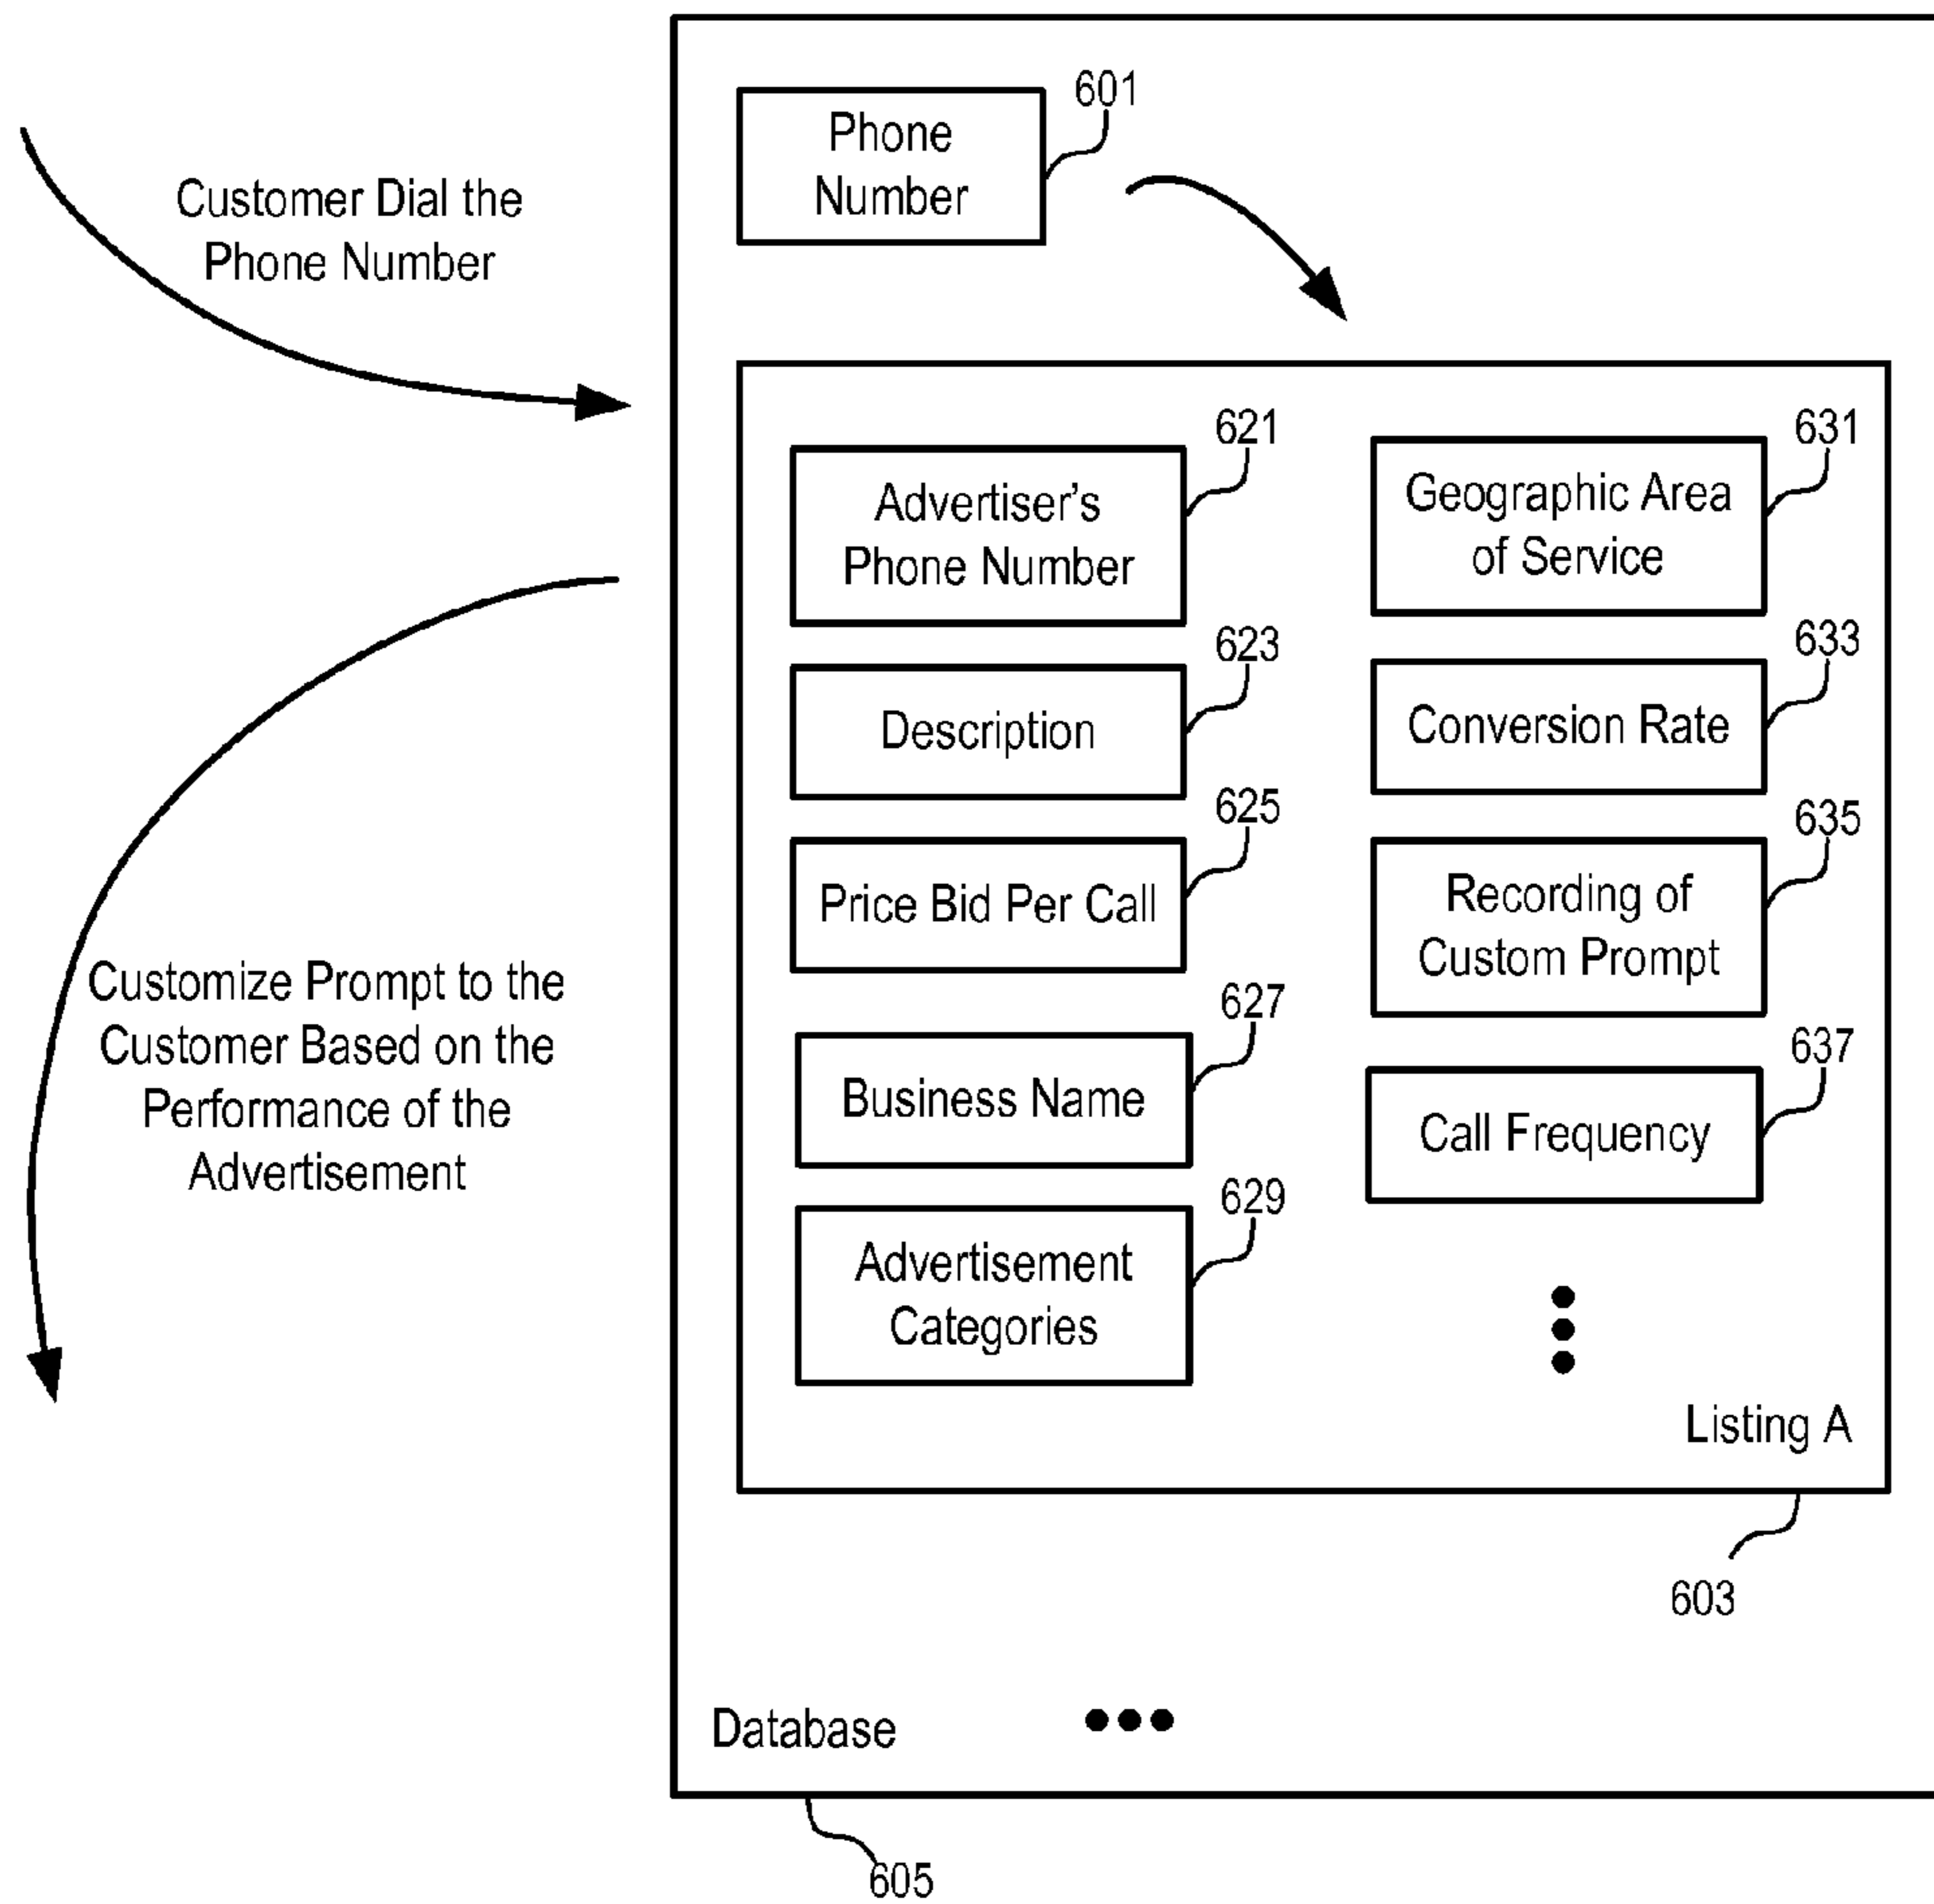 601
Phone
Number
Customer Dial the
Phone Number
621
Advertiser's
Phone Number
631
Geographic Area
of Service
623
Description
633
Conversion Rate
625
Price Bid Per Call
635
Recording of
Custom Prompt
Customize Prompt to the
Customer Based on the
Performance of the
Advertisement
627
Business Name
637
Call Frequency
629
Advertisement
Categories
Listing A
603
Database
605